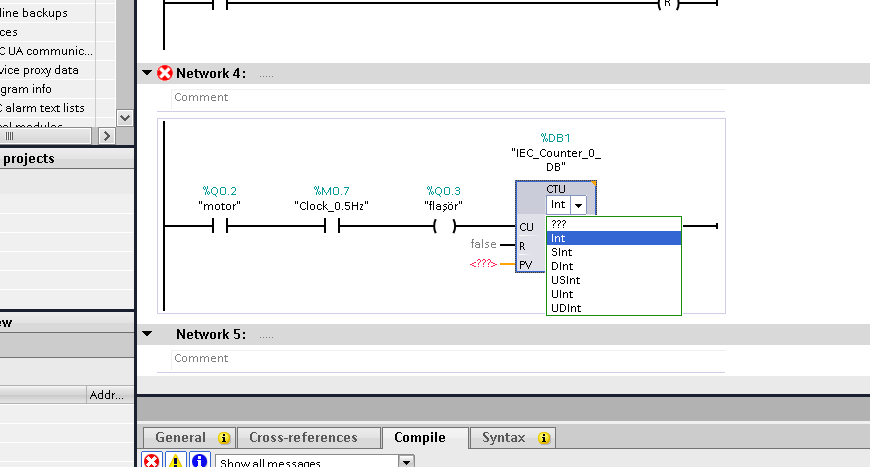 line backups
ces
C UA communic...
vice proxy data
gram info
C alarm text lists
projects
ew
Addr...
R
Network 4: .....
Comment
%DB1
"IEC_Counter_0_
DB"
%Q0.2
"motor"
%M0.7
"Clock_0.5Hz"
%Q0.3
"flaşör"
CTU
Int
CU
false R
<???> PV
???
Int
SInt
DInt
USInt
UInt
UDInt
Network 5: .....
Comment
General
Cross-references
Compile
Syntax
Show all messages